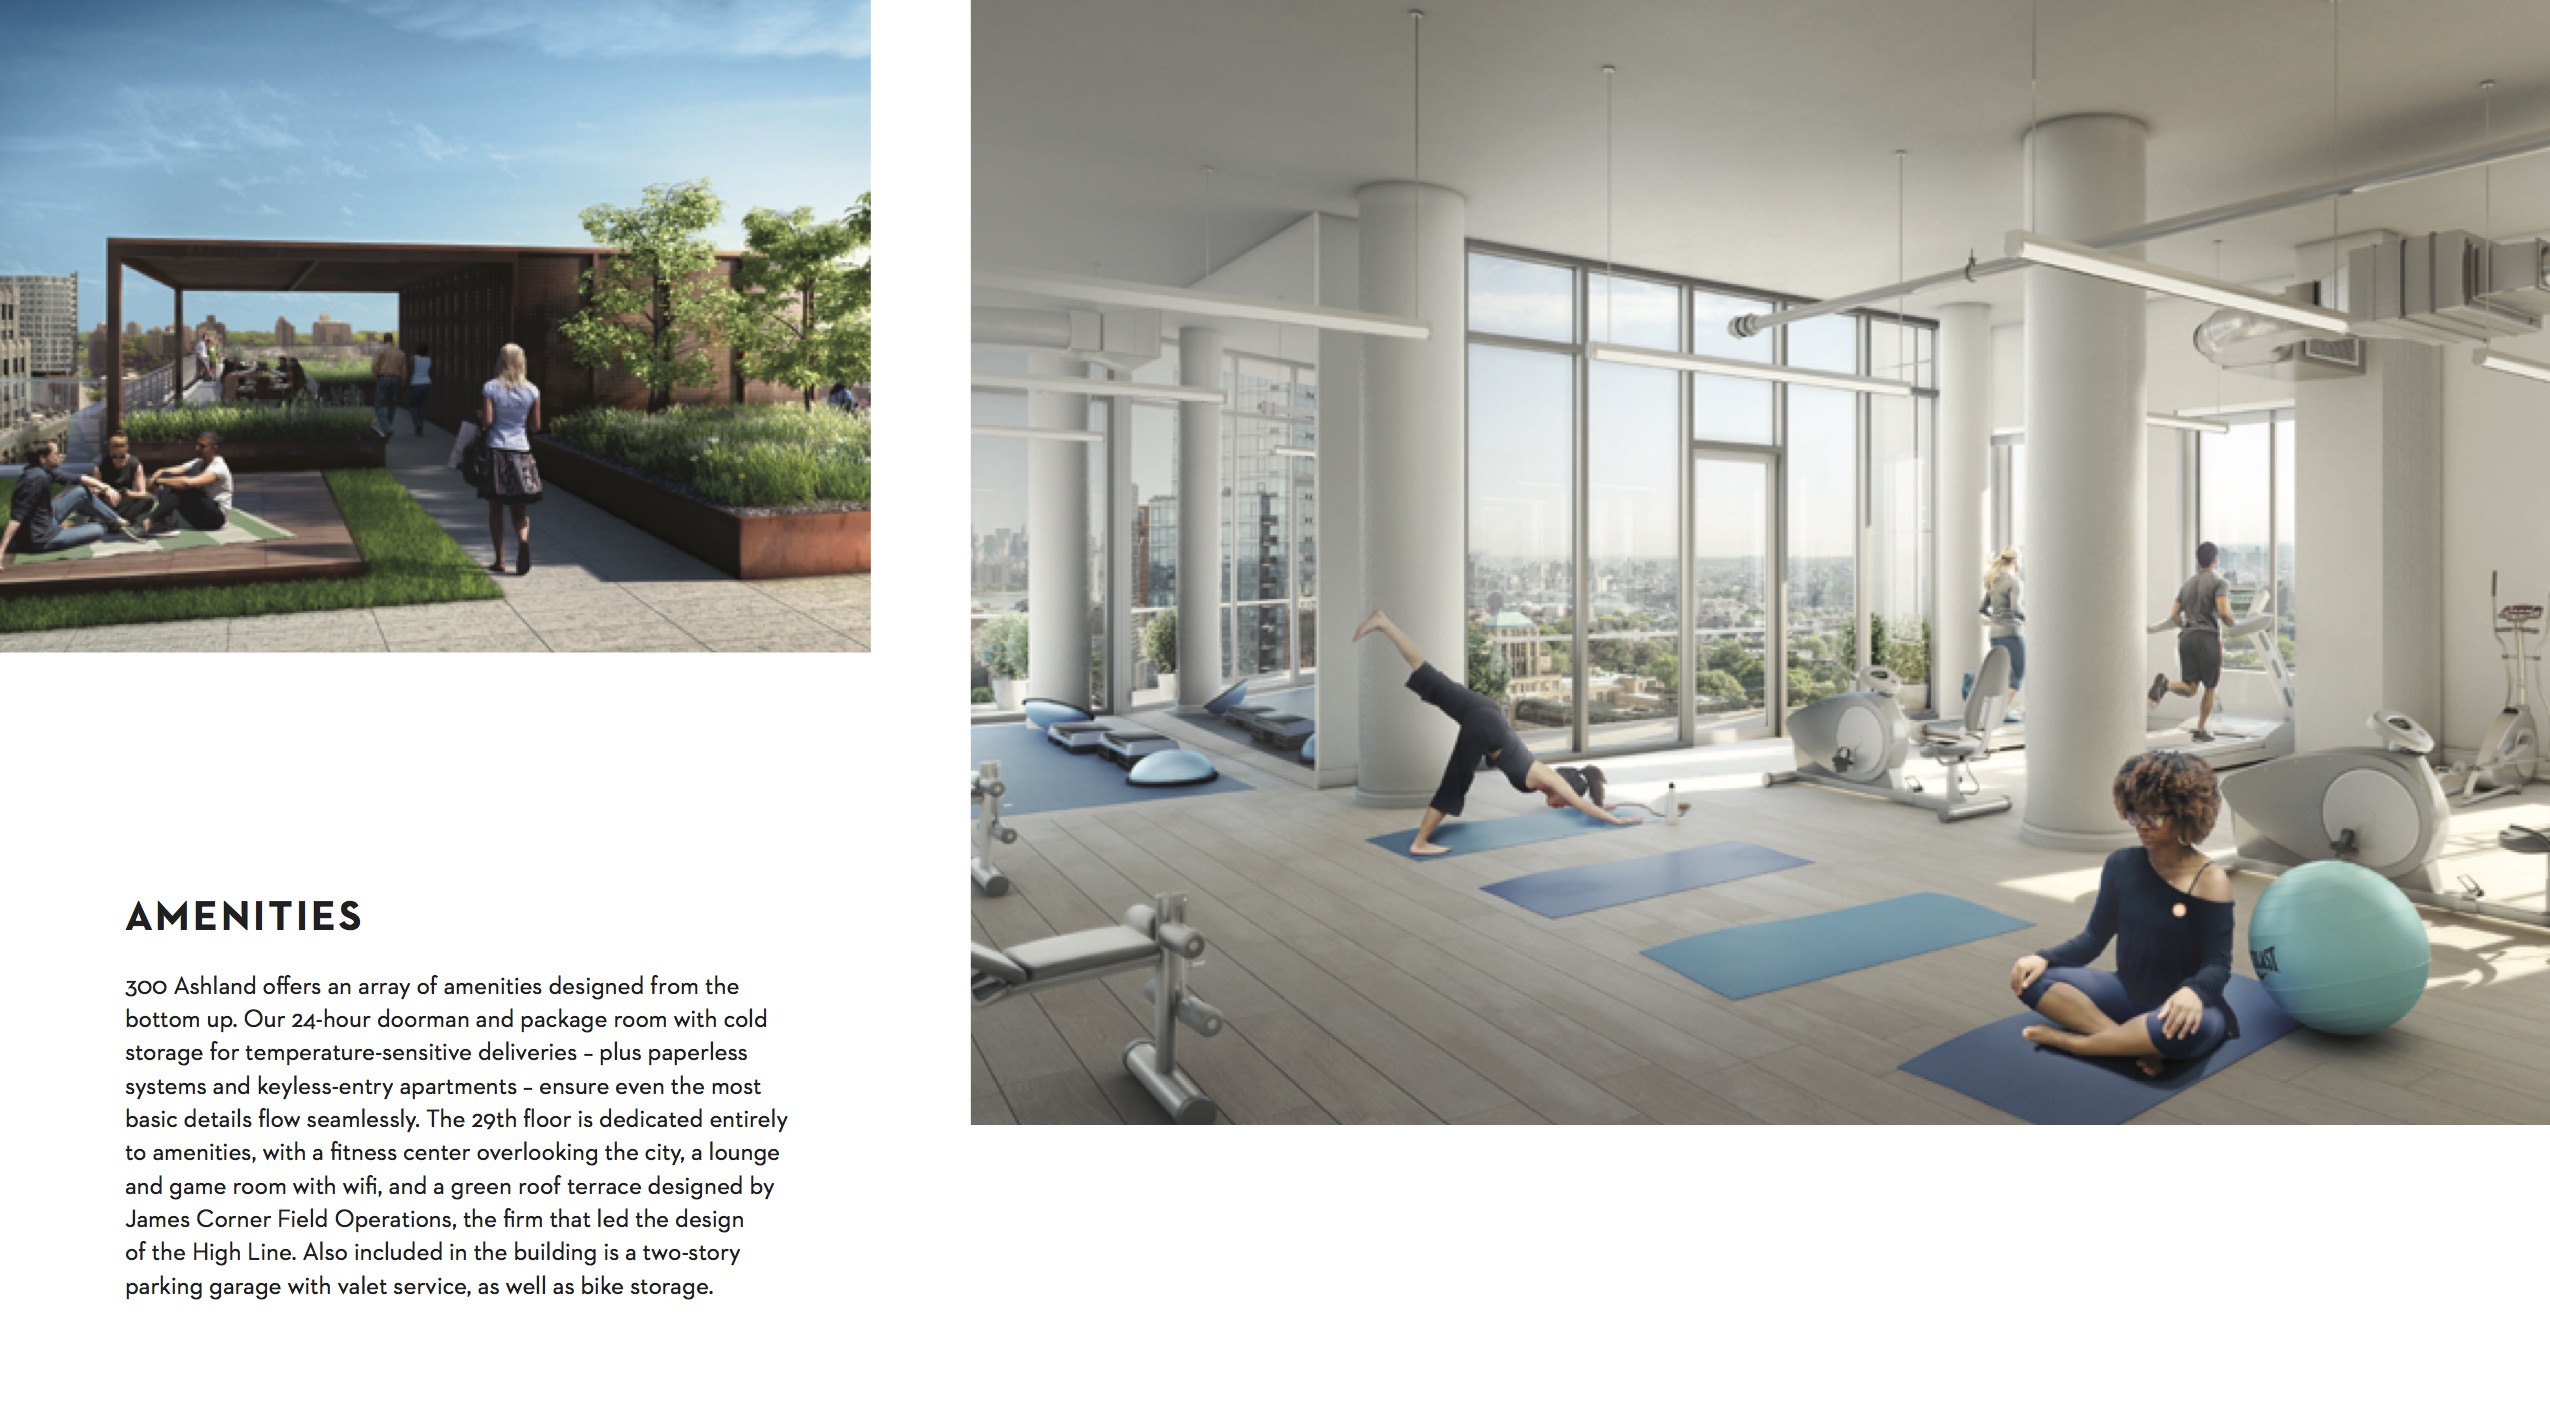 AMENITIES
300 Ashland offers an array of amenities designed from the
bottom up. Our 24-hour doorman and package room with cold
storage for temperature-sensitive deliveries – plus paperless
systems and keyless-entry apartments – ensure even the most
basic details flow seamlessly. The 29th floor is dedicated entirely
to amenities, with a fitness center overlooking the city, a lounge
and game room with wifi, and a green roof terrace designed by
James Corner Field Operations, the firm that led the design
of the High Line. Also included in the building is a two-story
parking garage with valet service, as well as bike storage.